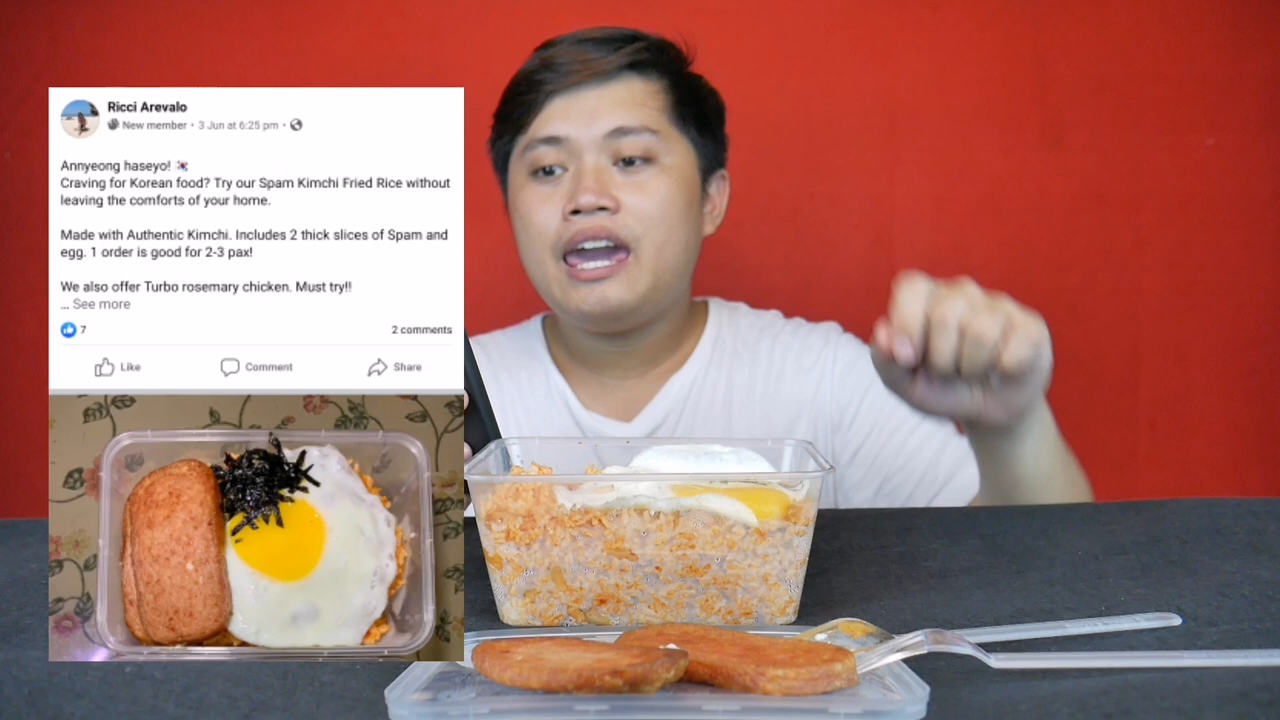 Ricci Arevalo
New member · 3 Jun at 6:25 pm ·
Annyeong haseyo! 🇰🇷
Craving for Korean food? Try our Spam Kimchi Fried Rice without
leaving the comforts of your home.
Made with Authentic Kimchi. Includes 2 thick slices of Spam and
egg. 1 order is good for 2-3 pax!
We also offer Turbo rosemary chicken. Must try!!
... See more
7
2 comments
Like
Comment
Share